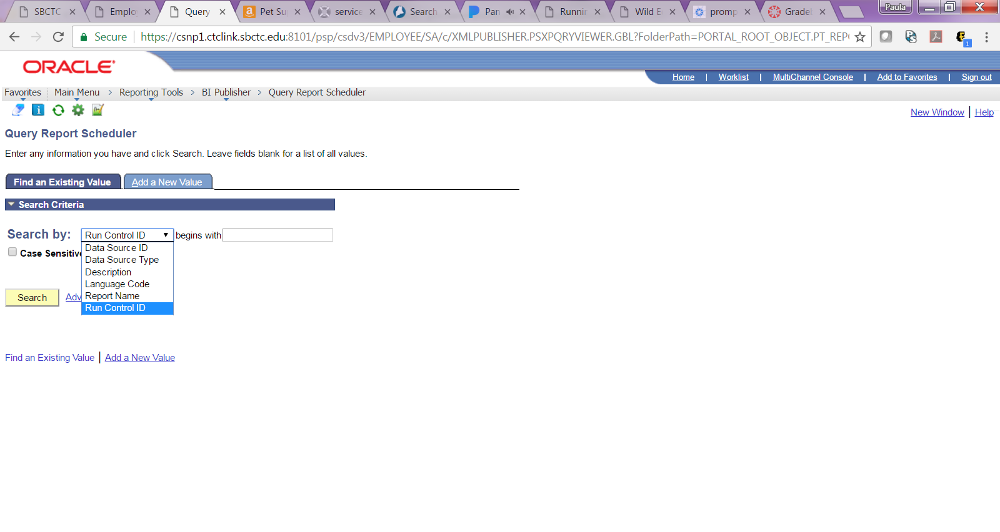 SBCTC
Emplo
Query
Pet Su
service
Search
Pan
Runnin
Wild E
promp
Grade
Paula
Secure
https://csnp1.ctclink.sbctc.edu:8101/psp/csdv3/EMPLOYEE/SA/c/XMLPUBLISHER.PSXPQRYVIEWER.GBL?FolderPath=PORTAL_ROOT_OBJECT.PT_REP
1
ORACLE
Home | Worklist | MultiChannel Console | Add to Favorites | Sign out
Favorites Main Menu > Reporting Tools > BI Publisher > Query Report Scheduler
New Window | Help
Query Report Scheduler
Enter any information you have and click Search. Leave fields blank for a list of all values.
Find an Existing Value
Add a New Value
Search Criteria
Search by: Run Control ID begins with
Data Source ID
Case Sensitive
Data Source Type
Description
Language Code
Report Name
Search Adv
Run Control ID
Find an Existing Value | Add a New Value